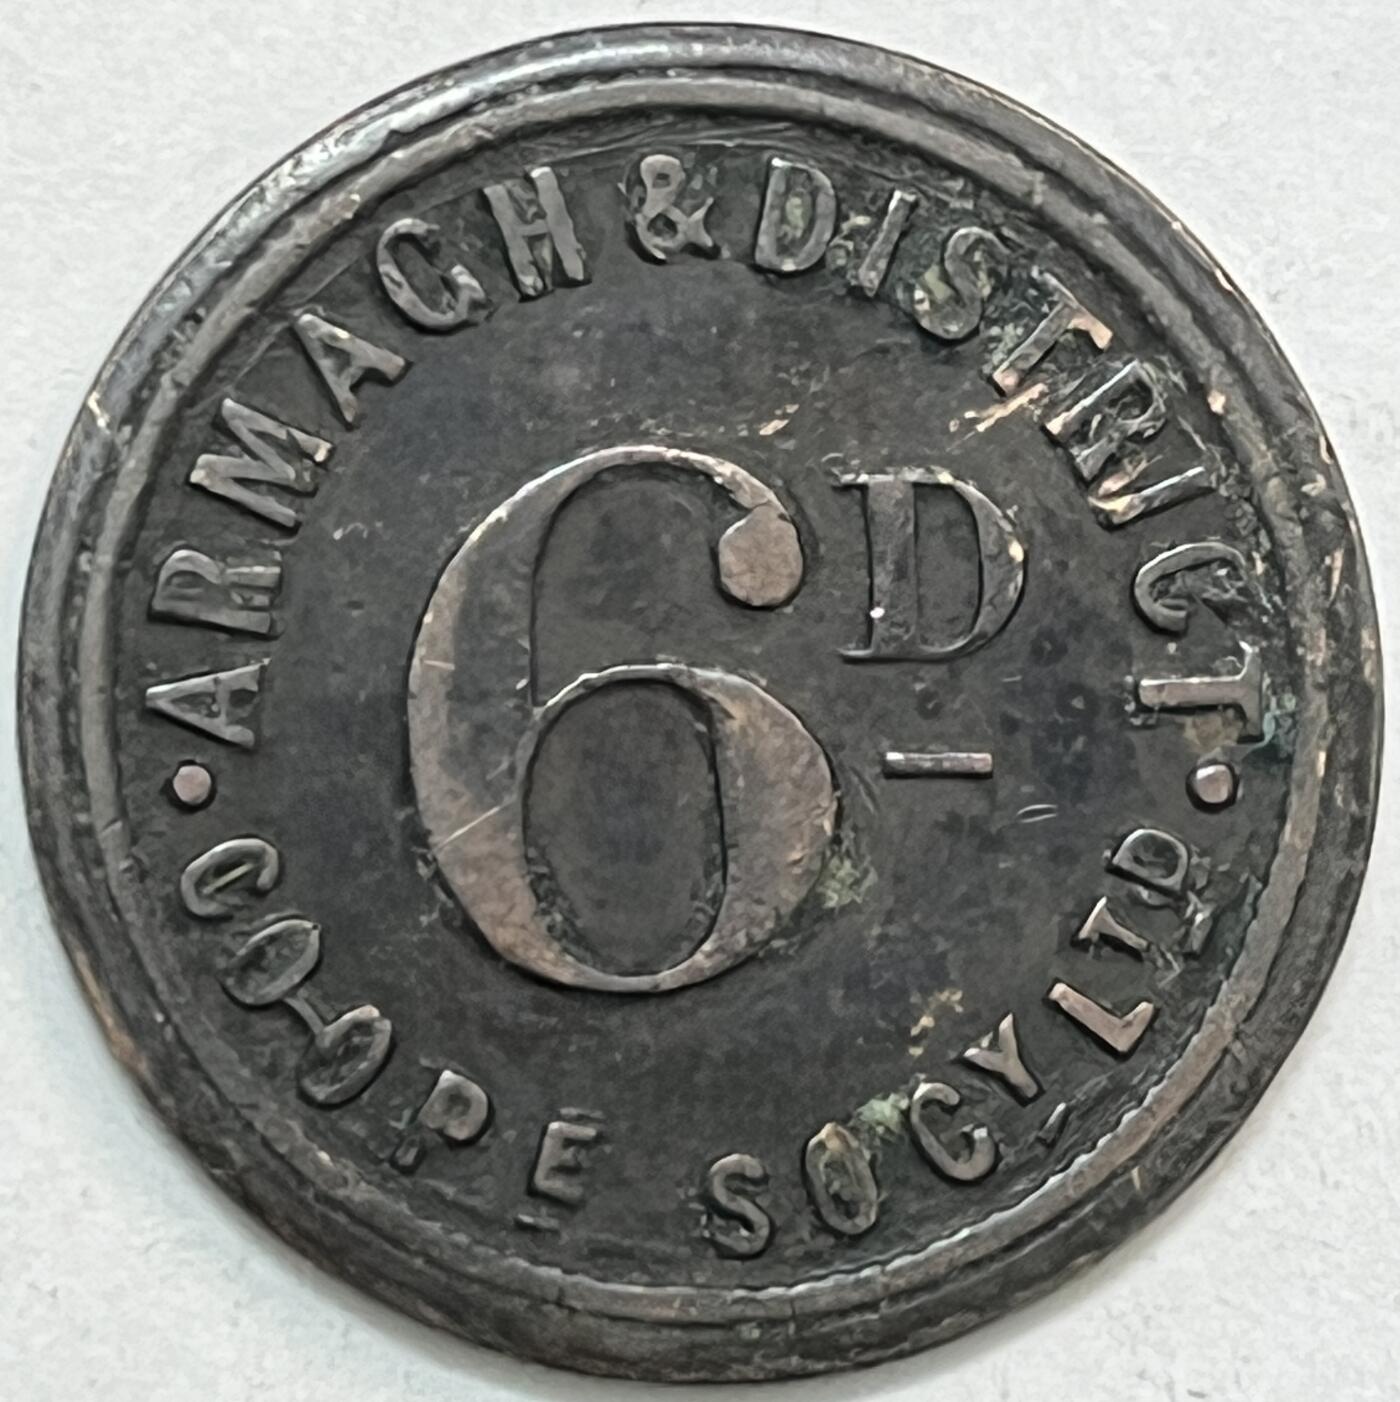 ARMAGH & DISTRICT
CO-OPE SOCY LTD
6D